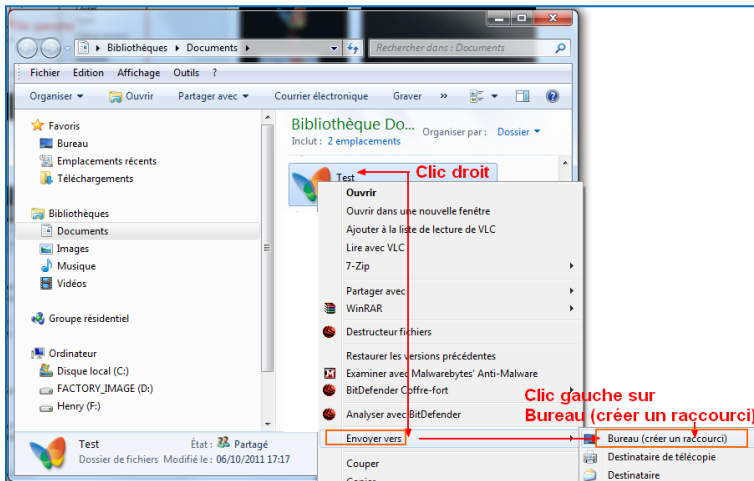 Bibliothèques Documents
Rechercher dans : Documents
Fichier Edition Affichage Outils ?
Organiser Ouvrir Partager avec Courrier électronique Graver »
Favoris
Bureau
Emplacements récents
Téléchargements
Bibliothèques
Documents
Images
Musique
Vidéos
Groupe résidentiel
Ordinateur
Disque local (C:)
FACTORY_IMAGE (D:)
Henry (F:)
Bibliothèque Do...
Organiser par : Dossier
Inclut : 2 emplacements
Test
Clic droit
Ouvrir
Ouvrir dans une nouvelle fenêtre
Ajouter à la liste de lecture de VLC
Lire avec VLC
7-Zip
Partager avec
WinRAR
Destructeur fichiers
Restaurer les versions précédentes
Examiner avec Malwarebytes' Anti-Malware
BitDefender Coffre-fort
Analyser avec BitDefender
Envoyer vers
Couper
Clic gauche sur
Bureau (créer un raccourci)
Bureau (créer un raccourci)
Destinataire de télécopie
Destinataire
Test État : Partagé
Dossier de fichiers Modifié le : 06/10/2011 17:17